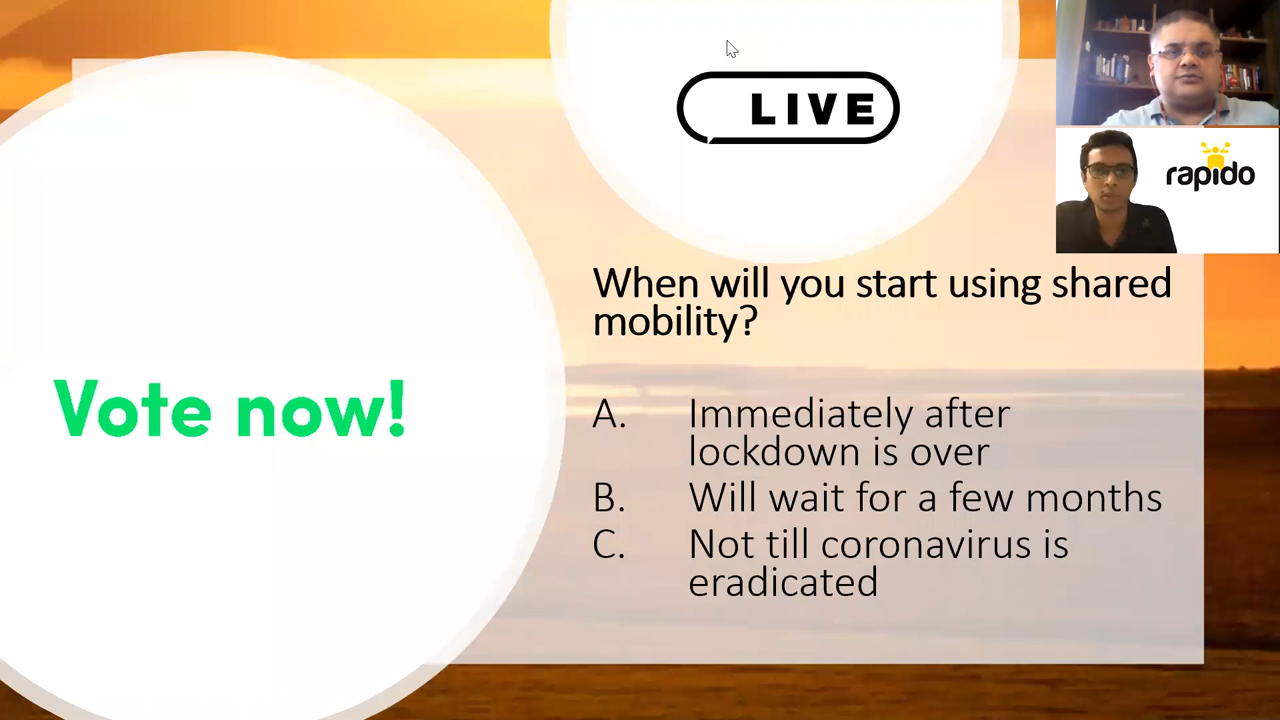 LIVE
rapido
When will you start using shared
mobility?
Vote now!
A. Immediately after
lockdown is over
B. Will wait for a few months
C. Not till coronavirus is
eradicated